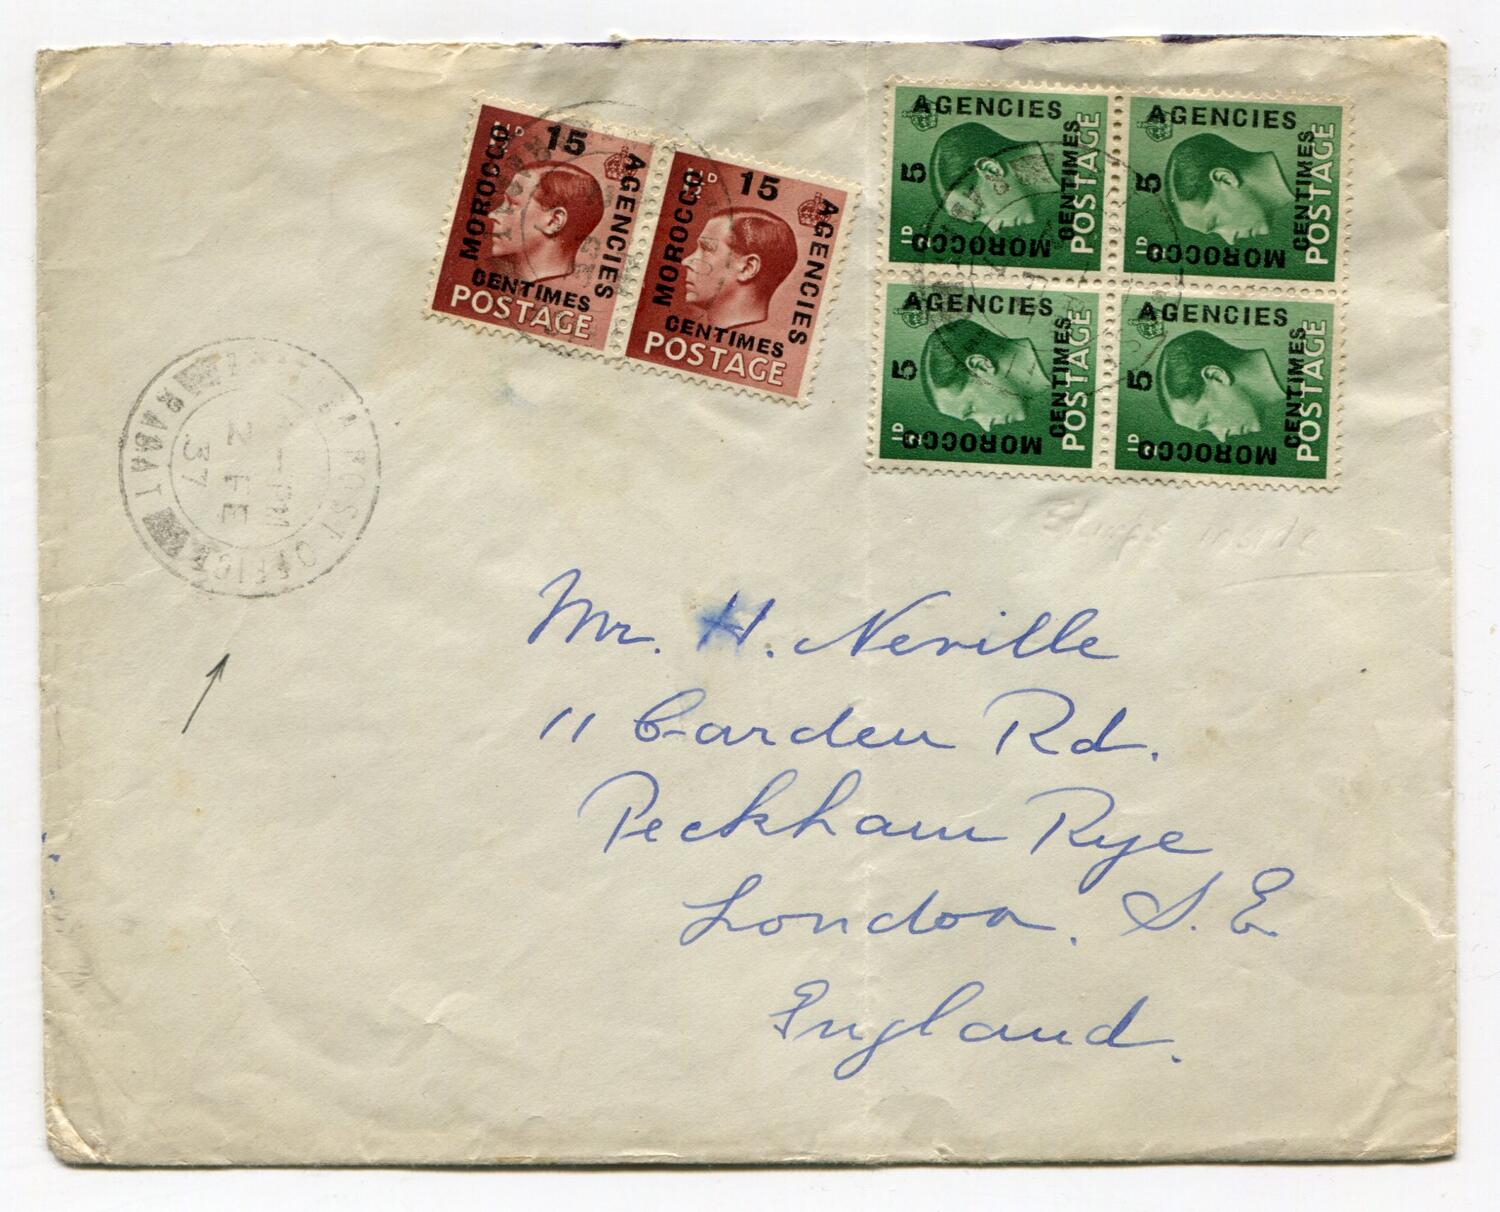 MOROCCO AGENCIES
15
CENTIMES
POSTAGE
MOROCCO AGENCIES
15
CENTIMES
POSTAGE
AGENCIES
5 CENTIMES
MOROCCO
POSTAGE
AGENCIES
5 CENTIMES
MOROCCO
POSTAGE
AGENCIES
5 CENTIMES
MOROCCO
POSTAGE
AGENCIES
5 CENTIMES
MOROCCO
POSTAGE
POST OFFICE
RABAT
PM
2 FE
37
Stamps inside
Mr. H. Neville
11 Carden Rd.
Peckham Rye
London. S.E
England.